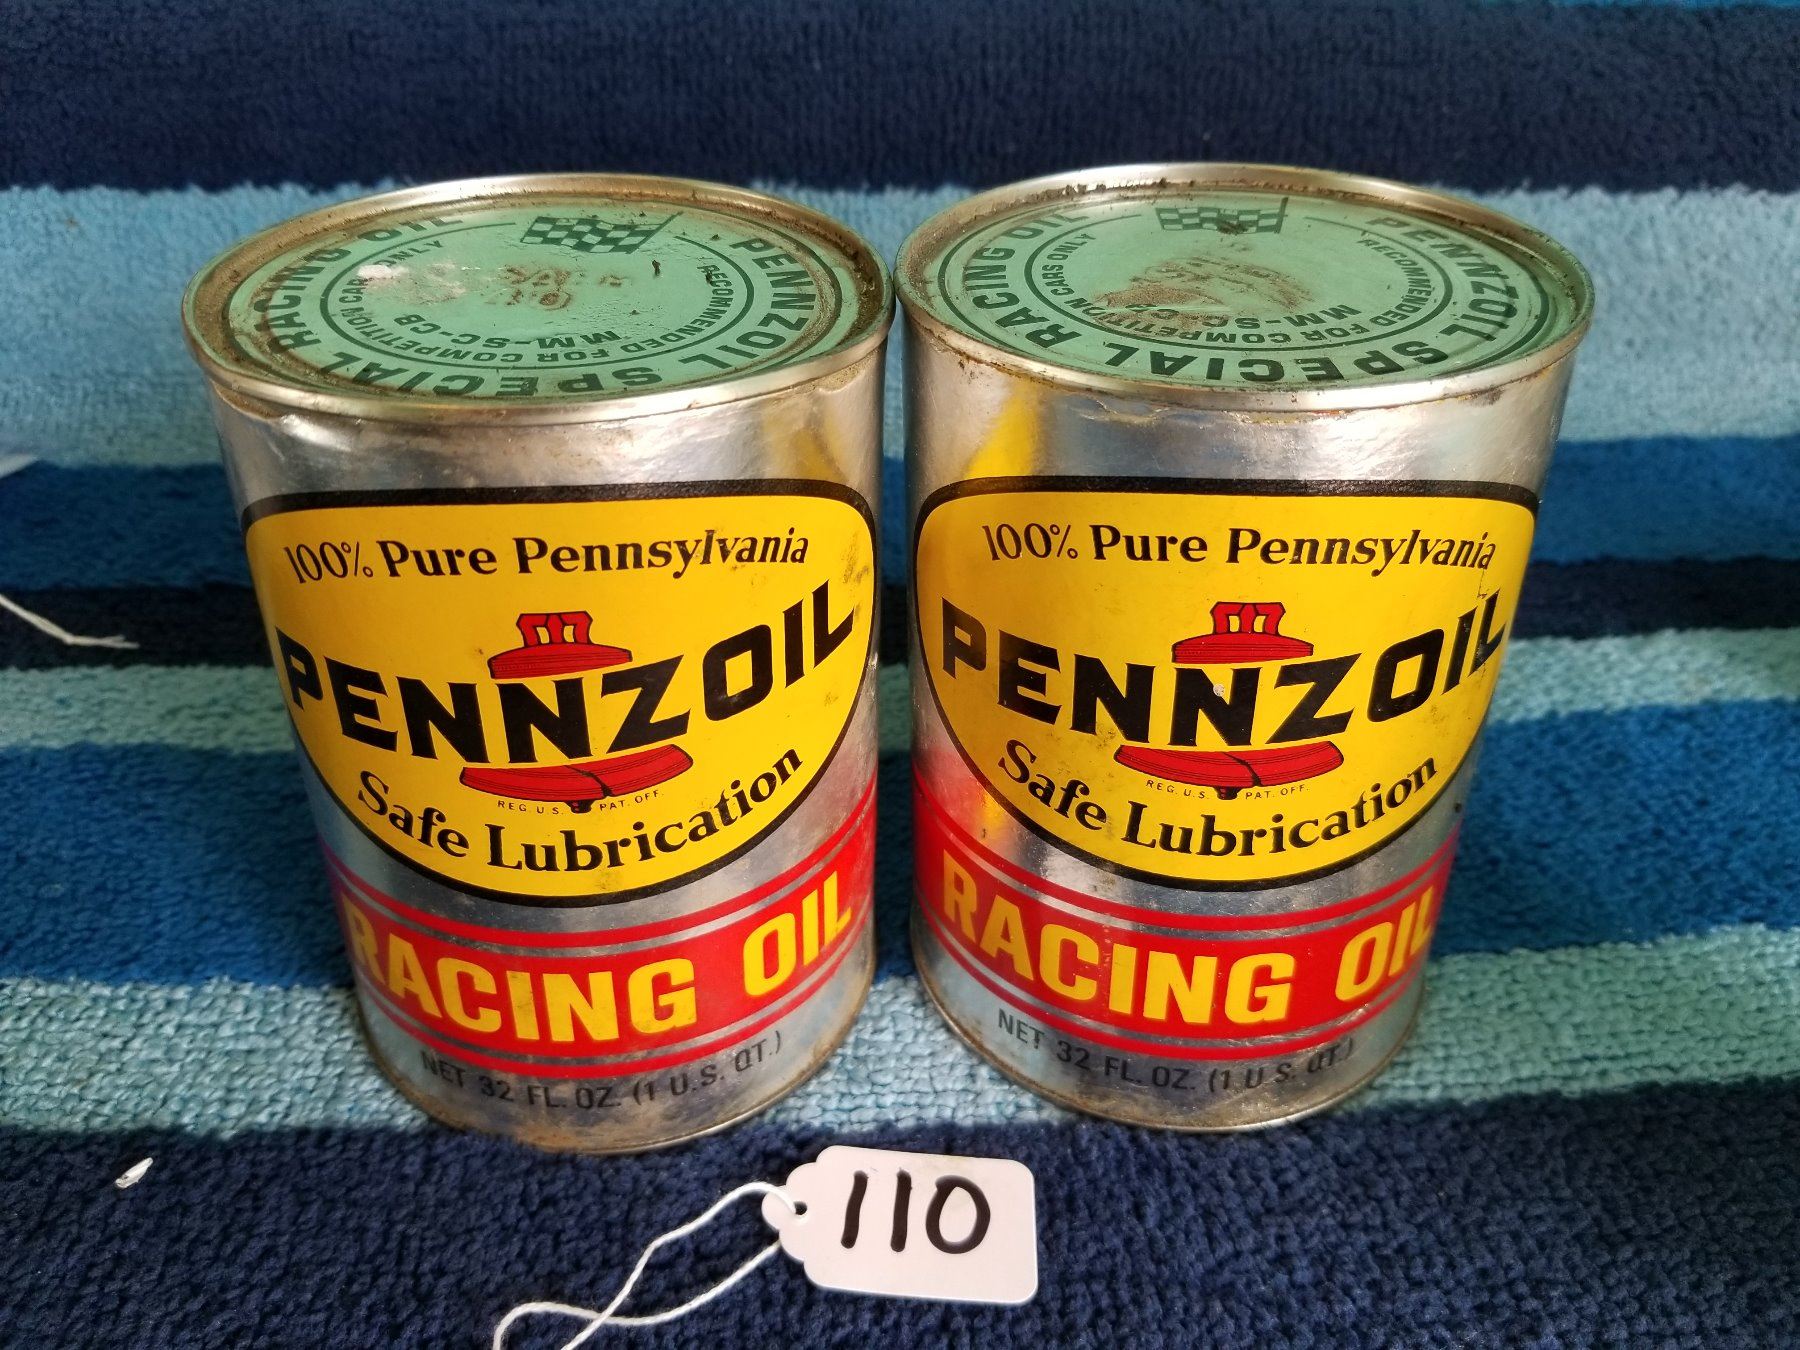 PENNZOIL SPECIAL RACING OIL
RECOMMENDED FOR COMPETITION CARS ONLY
MM-SC-CB
100% Pure Pennsylvania
PENNZOIL
REG. U.S. PAT. OFF.
Safe Lubrication
RACING OIL
NET 32 FL. OZ. (1 U.S. QT.)
PENNZOIL SPECIAL RACING OIL
RECOMMENDED FOR COMPETITION CARS ONLY
MM-SC-
100% Pure Pennsylvania
PENNZOIL
REG. U.S. PAT. OFF.
Safe Lubrication
RACING OIL
NET 32 FL. OZ. (1 U.S. QT.)
110